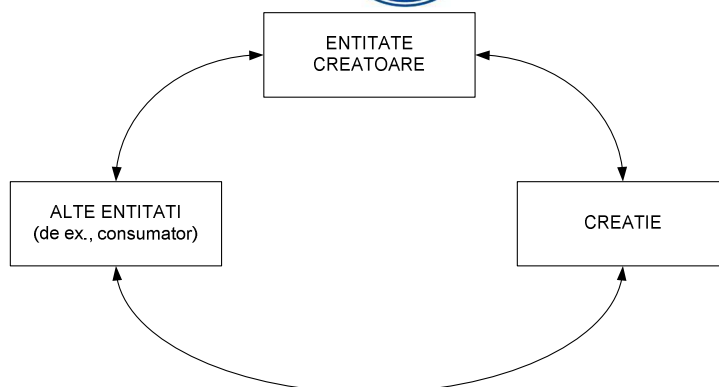 ENTITATE
CREATOARE
ALTE ENTITATI
(de ex., consumator)
CREATIE